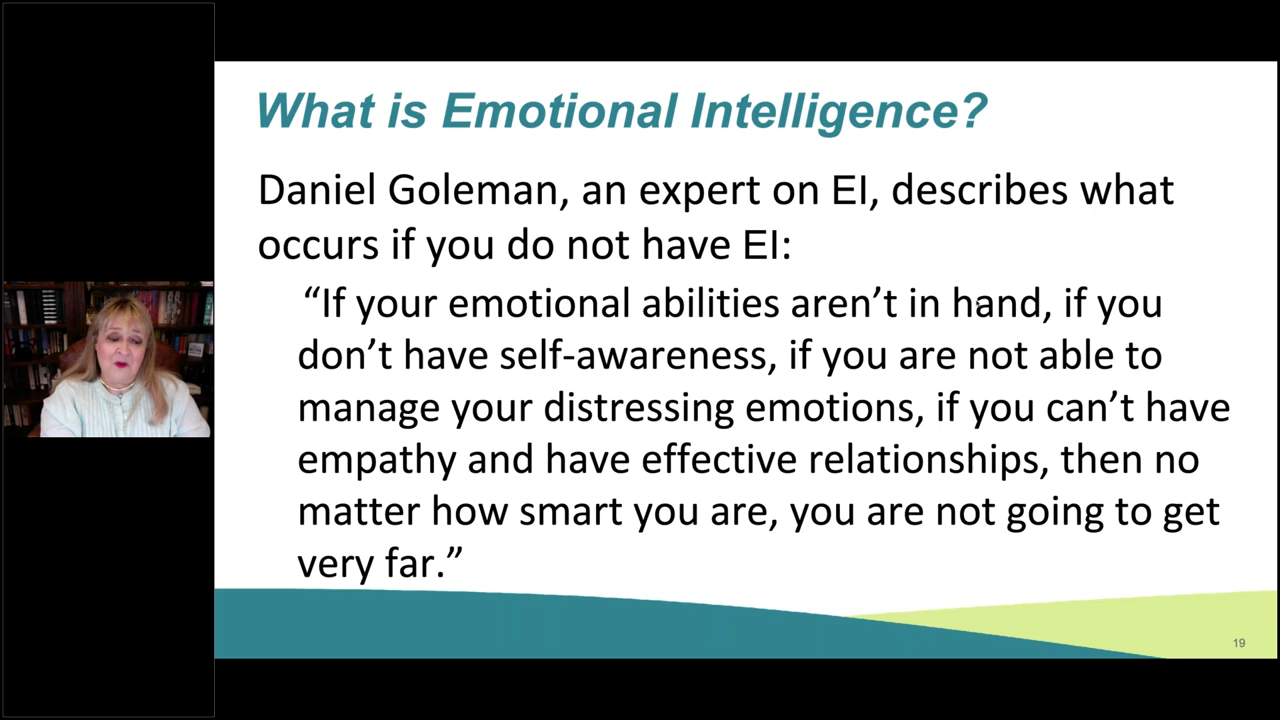 What is Emotional Intelligence?
Daniel Goleman, an expert on EI, describes what
occurs if you do not have EI:
“If your emotional abilities aren’t in hand, if you
don’t have self-awareness, if you are not able to
manage your distressing emotions, if you can’t have
empathy and have effective relationships, then no
matter how smart you are, you are not going to get
very far.”
19